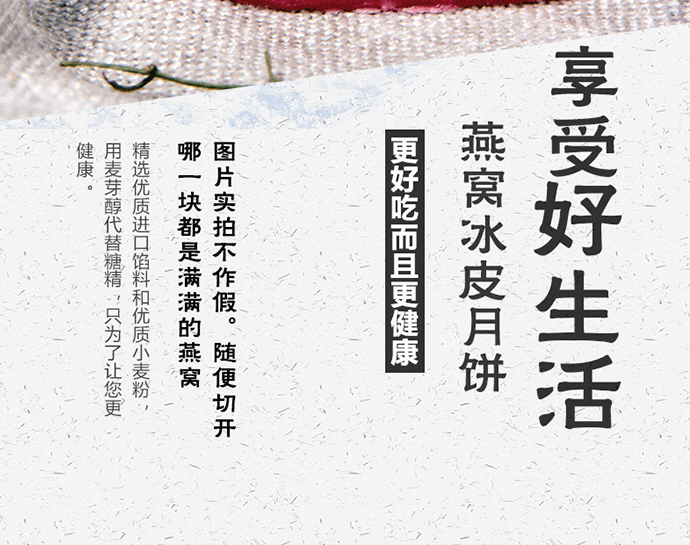 享受好生活
燕窝冰皮月饼
更好吃而且更健康
图片实拍不作假。随便切开
哪一块都是满满的燕窝
精选优质进口馅料和优质小麦粉，
用麦芽醇代替糖精，只为了让您更
健康。